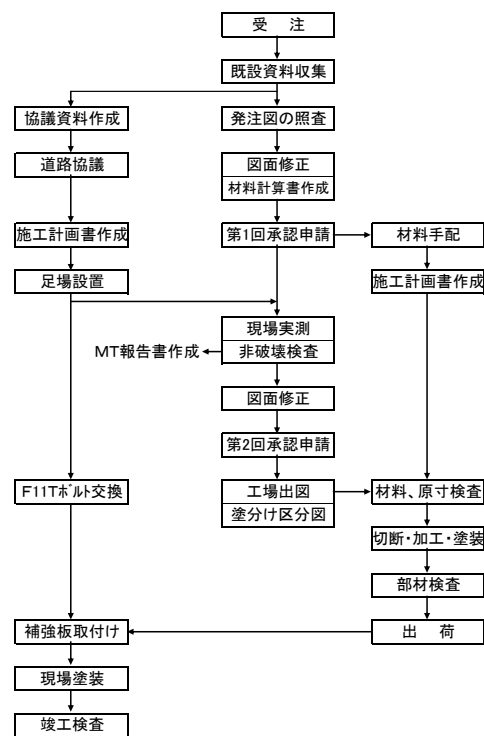 受　注
既設資料収集
協議資料作成
発注図の照査
道路協議
図面修正
材料計算書作成
施工計画書作成
第1回承認申請
材料手配
足場設置
施工計画書作成
現場実測
MT報告書作成
非破壊検査
図面修正
第2回承認申請
F11Tﾎﾞﾙﾄ交換
工場出図
材料、原寸検査
塗分け区分図
切断・加工・塗装
部材検査
補強板取付け
出　荷
現場塗装
竣工検査